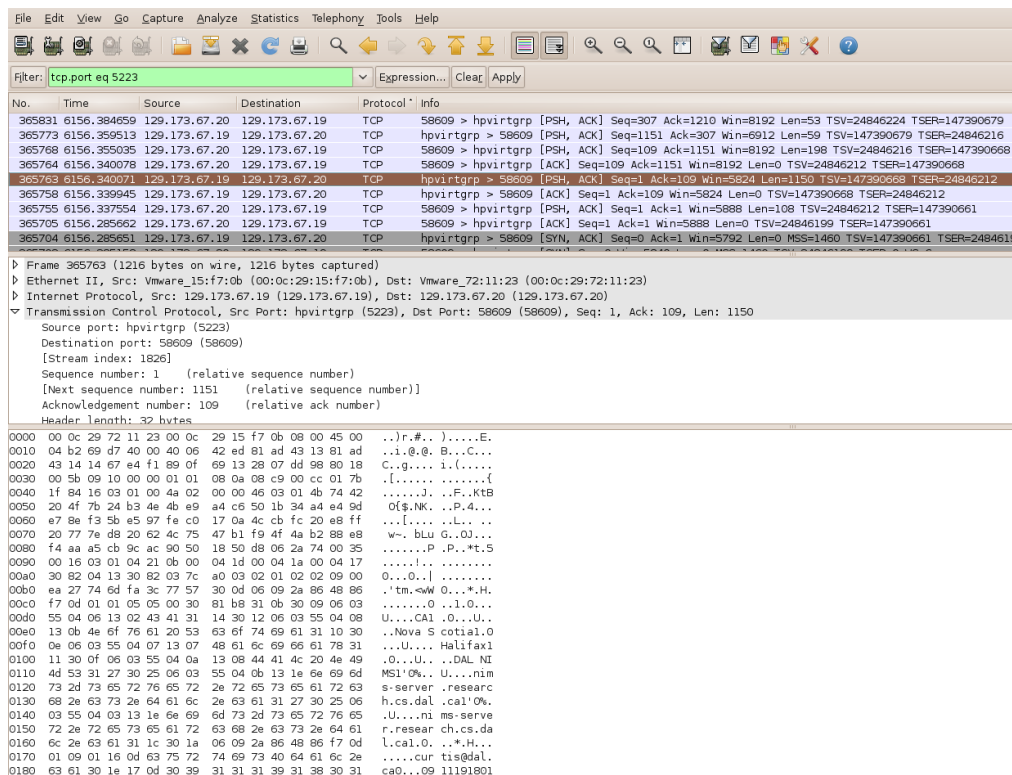 File Edit View Go Capture Analyze Statistics Telephony Tools Help
Filter: tcp.port eq 5223 Expression... Clear Apply
No. Time Source Destination Protocol Info
365831 6156.384659 129.173.67.20 129.173.67.19 TCP 58609 > hpvirtgrp [PSH, ACK] Seq=307 Ack=1210 Win=8192 Len=53 TSV=24846224 TSER=147390679
365773 6156.359513 129.173.67.19 129.173.67.20 TCP hpvirtgrp > 58609 [PSH, ACK] Seq=1151 Ack=307 Win=6912 Len=59 TSV=147390679 TSER=24846216
365768 6156.355035 129.173.67.20 129.173.67.19 TCP 58609 > hpvirtgrp [PSH, ACK] Seq=109 Ack=1151 Win=8192 Len=198 TSV=24846216 TSER=147390668
365764 6156.340078 129.173.67.20 129.173.67.19 TCP 58609 > hpvirtgrp [ACK] Seq=109 Ack=1151 Win=8192 Len=0 TSV=24846212 TSER=147390668
365763 6156.340071 129.173.67.19 129.173.67.20 TCP hpvirtgrp > 58609 [PSH, ACK] Seq=1 Ack=109 Win=5824 Len=1150 TSV=147390668 TSER=24846212
365758 6156.339945 129.173.67.19 129.173.67.20 TCP hpvirtgrp > 58609 [ACK] Seq=1 Ack=109 Win=5824 Len=0 TSV=147390668 TSER=24846212
365755 6156.337554 129.173.67.20 129.173.67.19 TCP 58609 > hpvirtgrp [PSH, ACK] Seq=1 Ack=1 Win=5888 Len=108 TSV=24846212 TSER=147390661
365705 6156.285662 129.173.67.20 129.173.67.19 TCP 58609 > hpvirtgrp [ACK] Seq=1 Ack=1 Win=5888 Len=0 TSV=24846199 TSER=147390661
365704 6156.285651 129.173.67.19 129.173.67.20 TCP hpvirtgrp > 58609 [SYN, ACK] Seq=0 Ack=1 Win=5792 Len=0 MSS=1460 TSV=147390661 TSER=2484619
Frame 365763 (1216 bytes on wire, 1216 bytes captured)
Ethernet II, Src: Vmware_15:f7:0b (00:0c:29:15:f7:0b), Dst: Vmware_72:11:23 (00:0c:29:72:11:23)
Internet Protocol, Src: 129.173.67.19 (129.173.67.19), Dst: 129.173.67.20 (129.173.67.20)
Transmission Control Protocol, Src Port: hpvirtgrp (5223), Dst Port: 58609 (58609), Seq: 1, Ack: 109, Len: 1150
Source port: hpvirtgrp (5223)
Destination port: 58609 (58609)
[Stream index: 1826]
Sequence number: 1 (relative sequence number)
[Next sequence number: 1151 (relative sequence number)]
Acknowledgement number: 109 (relative ack number)
Header length: 32 bytes
0000 00 0c 29 72 11 23 00 0c 29 15 f7 0b 08 00 45 00 ..)r.#.. ).....E.
0010 04 b2 69 d7 40 00 40 06 42 ed 81 ad 43 13 81 ad ..i.@.@. B...C...
0020 43 14 14 67 e4 f1 89 0f 69 13 28 07 dd 98 80 18 C..g.... i.(.....
0030 00 5b 09 10 00 00 01 01 08 0a 08 c9 00 cc 01 7b .[...... .......{
0040 1f 84 16 03 01 00 4a 02 00 00 46 03 01 4b 74 42 ......J. ..F..KtB
0050 20 4f 7b 24 b3 4e 4b e9 a4 c6 50 1b 34 a4 e9 9d O{$.NK. ..P.4...
0060 e7 8e f3 5b e5 97 fe c0 17 0a 4c cb fc 20 e8 ff ...[.... ..L.. ..
0070 20 77 7e d8 20 62 4c 75 47 b1 f9 4f 4a b2 88 e8 w~. bLu G..OJ...
0080 f4 aa a5 cb 9c ac 90 50 18 50 d8 06 2a 74 00 35 .......P .P..*t.5
0090 00 16 03 01 04 21 0b 00 04 1d 00 04 1a 00 04 17 .....!.. ........
00a0 30 82 04 13 30 82 03 7c a0 03 02 01 02 02 09 00 0...0..| ........
00b0 ea 27 74 6d fa 3c 77 57 30 0d 06 09 2a 86 48 86 .'tm.<wW 0...*.H.
00c0 f7 0d 01 01 05 05 00 30 81 b8 31 0b 30 09 06 03 .......0 ..1.0...
00d0 55 04 06 13 02 43 41 31 14 30 12 06 03 55 04 08 U....CA1 .0...U..
00e0 13 0b 4e 6f 76 61 20 53 63 6f 74 69 61 31 10 30 ..Nova S cotia1.0
00f0 0e 06 03 55 04 07 13 07 48 61 6c 69 66 61 78 31 ...U.... Halifax1
0100 11 30 0f 06 03 55 04 0a 13 08 44 41 4c 20 4e 49 .0...U.. ..DAL NI
0110 4d 53 31 27 30 25 06 03 55 04 0b 13 1e 6e 69 6d MS1'0%.. U....nim
0120 73 2d 73 65 72 76 65 72 2e 72 65 73 65 61 72 63 s-server .researc
0130 68 2e 63 73 2e 64 61 6c 2e 63 61 31 27 30 25 06 h.cs.dal .ca1'0%.
0140 03 55 04 03 13 1e 6e 69 6d 73 2d 73 65 72 76 65 .U....ni ms-serve
0150 72 2e 72 65 73 65 61 72 63 68 2e 63 73 2e 64 61 r.resear ch.cs.da
0160 6c 2e 63 61 31 1c 30 1a 06 09 2a 86 48 86 f7 0d l.ca1.0. ..*.H...
0170 01 09 01 16 0d 63 75 72 74 69 73 40 64 61 6c 2e .....cur tis@dal.
0180 63 61 30 1e 17 0d 30 39 31 31 31 39 31 38 30 31 ca0...09 11191801